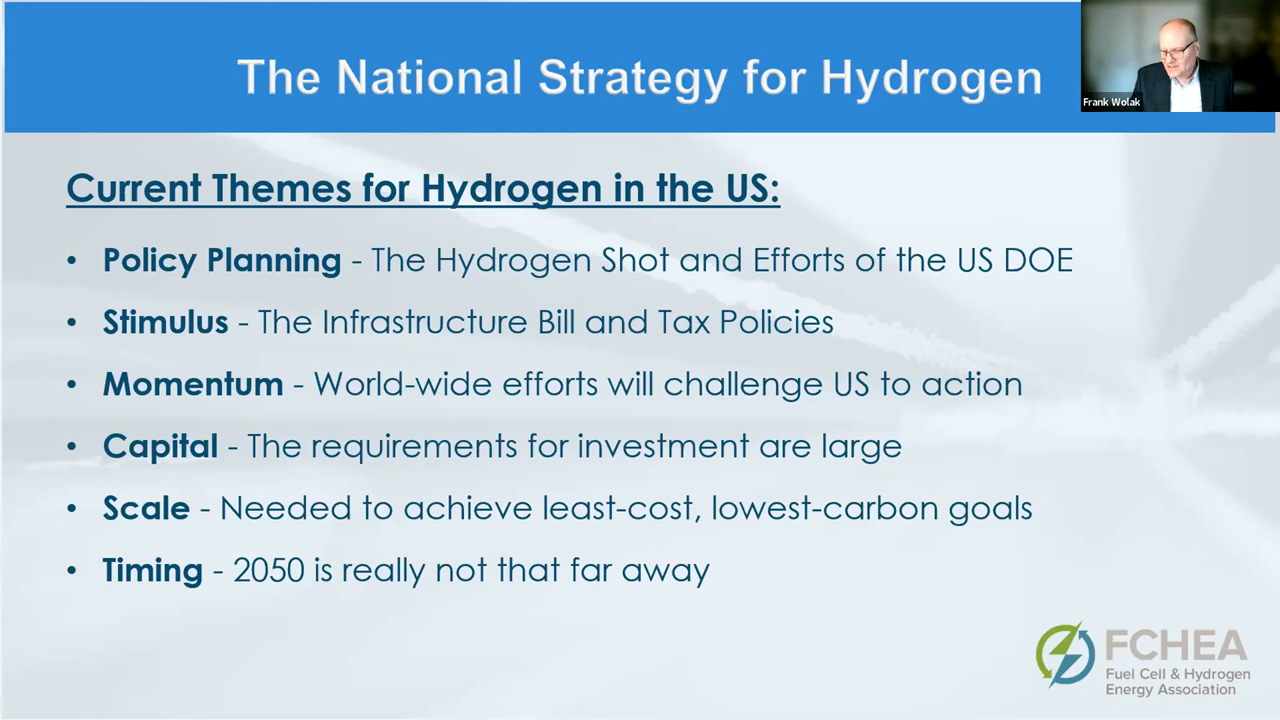 The National Strategy for Hydrogen
Frank Wolak
Current Themes for Hydrogen in the US:
• Policy Planning - The Hydrogen Shot and Efforts of the US DOE
• Stimulus - The Infrastructure Bill and Tax Policies
• Momentum - World-wide efforts will challenge US to action
• Capital - The requirements for investment are large
• Scale - Needed to achieve least-cost, lowest-carbon goals
• Timing - 2050 is really not that far away
FCHEA
Fuel Cell & Hydrogen
Energy Association